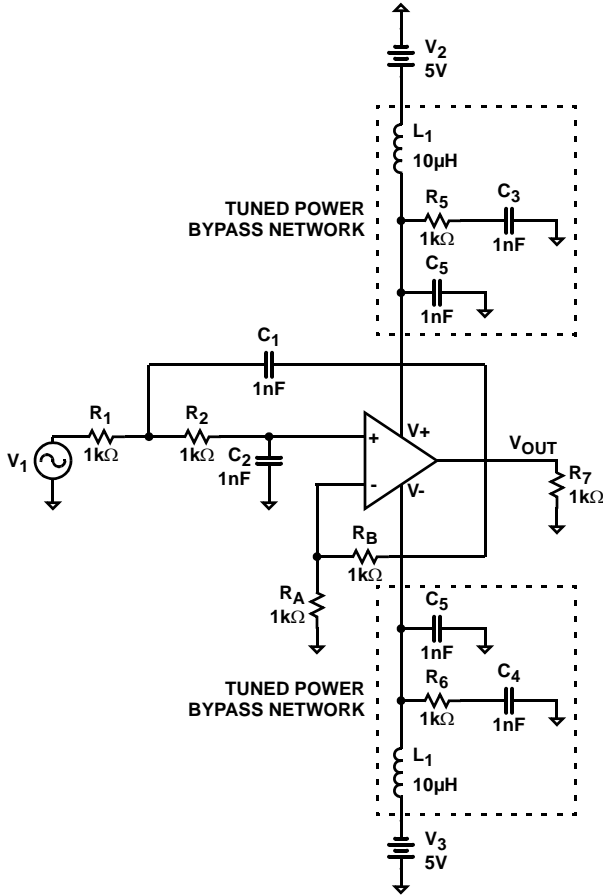 V2
5V
L1
10µH
TUNED POWER
BYPASS NETWORK
R5
1kΩ
C3
1nF
C5
1nF
C1
1nF
R1
1kΩ
R2
1kΩ
V1
C2
1nF
+
-
V+
V-
VOUT
R7
1kΩ
RB
1kΩ
RA
1kΩ
C5
1nF
TUNED POWER
BYPASS NETWORK
R6
1kΩ
C4
1nF
L1
10µH
V3
5V